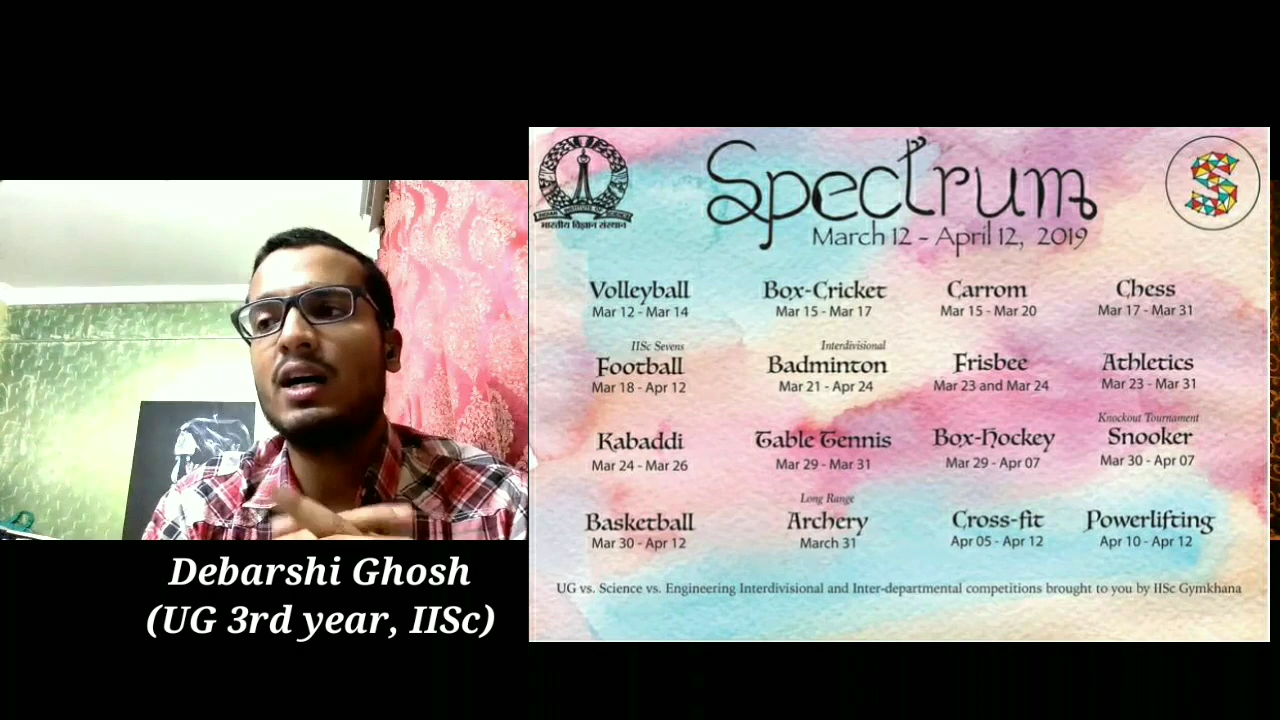 Spectrum
March 12 - April 12, 2019
INDIAN INSTITUTE OF SCIENCE
भारतीय विज्ञान संस्थान
Volleyball
Mar 12 - Mar 14
Box-Cricket
Mar 15 - Mar 17
Carrom
Mar 15 - Mar 20
Chess
Mar 17 - Mar 31
IISc Sevens
Football
Mar 18 - Apr 12
Interdivisional
Badminton
Mar 21 - Apr 24
Frisbee
Mar 23 and Mar 24
Athletics
Mar 23 - Mar 31
Kabaddi
Mar 24 - Mar 26
Table Tennis
Mar 29 - Mar 31
Box-Hockey
Mar 29 - Apr 07
Knockout Tournament
Snooker
Mar 30 - Apr 07
Basketball
Mar 30 - Apr 12
Long Range
Archery
March 31
Cross-fit
Apr 05 - Apr 12
Powerlifting
Apr 10 - Apr 12
UG vs. Science vs. Engineering Interdivisional and Inter-departmental competitions brought to you by IISc Gymkhana
Debarshi Ghosh
(UG 3rd year, IISc)